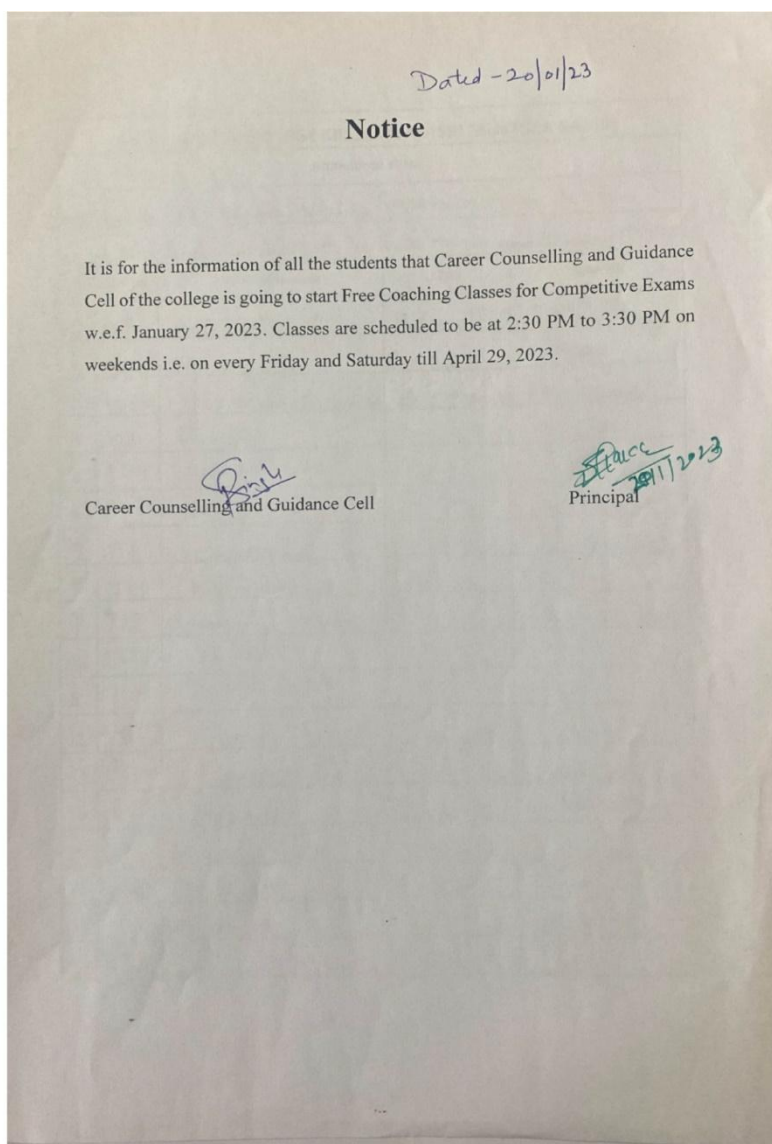 Dated - 20/01/23
Notice
It is for the information of all the students that Career Counselling and Guidance
Cell of the college is going to start Free Coaching Classes for Competitive Exams
w.e.f. January 27, 2023. Classes are scheduled to be at 2:30 PM to 3:30 PM on
weekends i.e. on every Friday and Saturday till April 29, 2023.
20/1/2023
Career Counselling and Guidance Cell
Principal